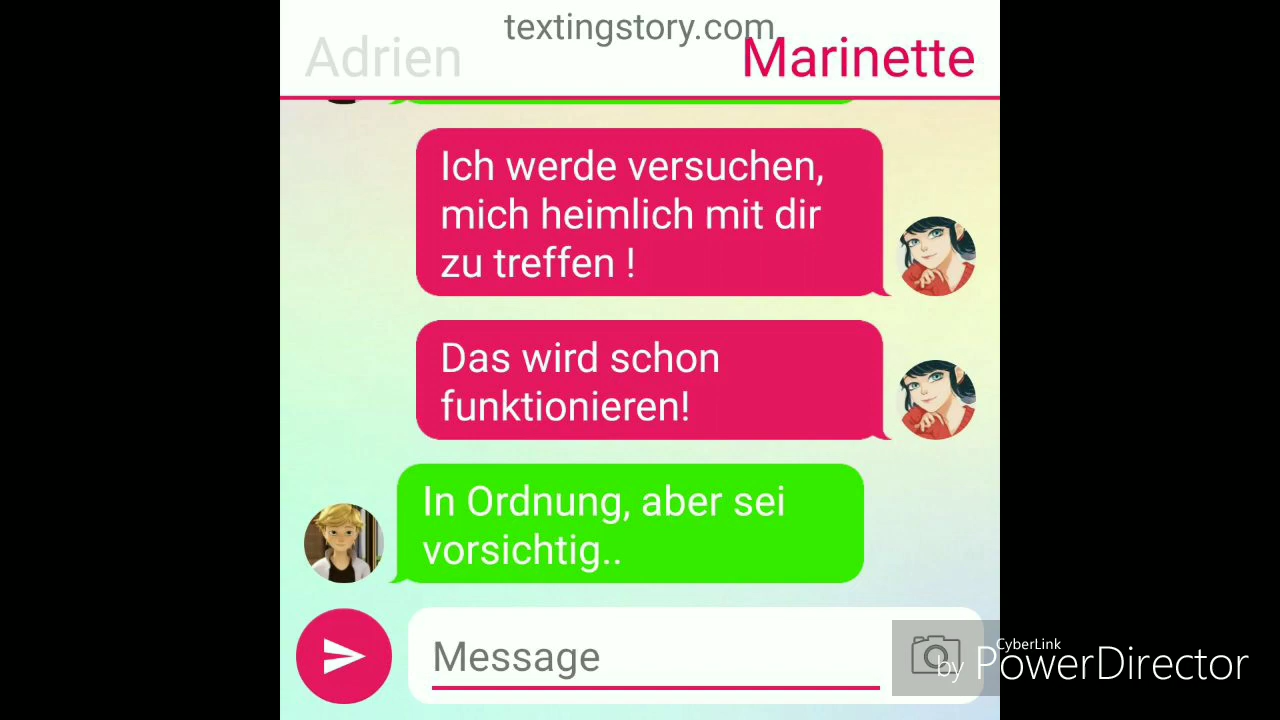 textingstory.com
Adrien
Marinette
Ich werde versuchen,
mich heimlich mit dir
zu treffen !
Das wird schon
funktionieren!
In Ordnung, aber sei
vorsichtig..
Message
CyberLink
by PowerDirector